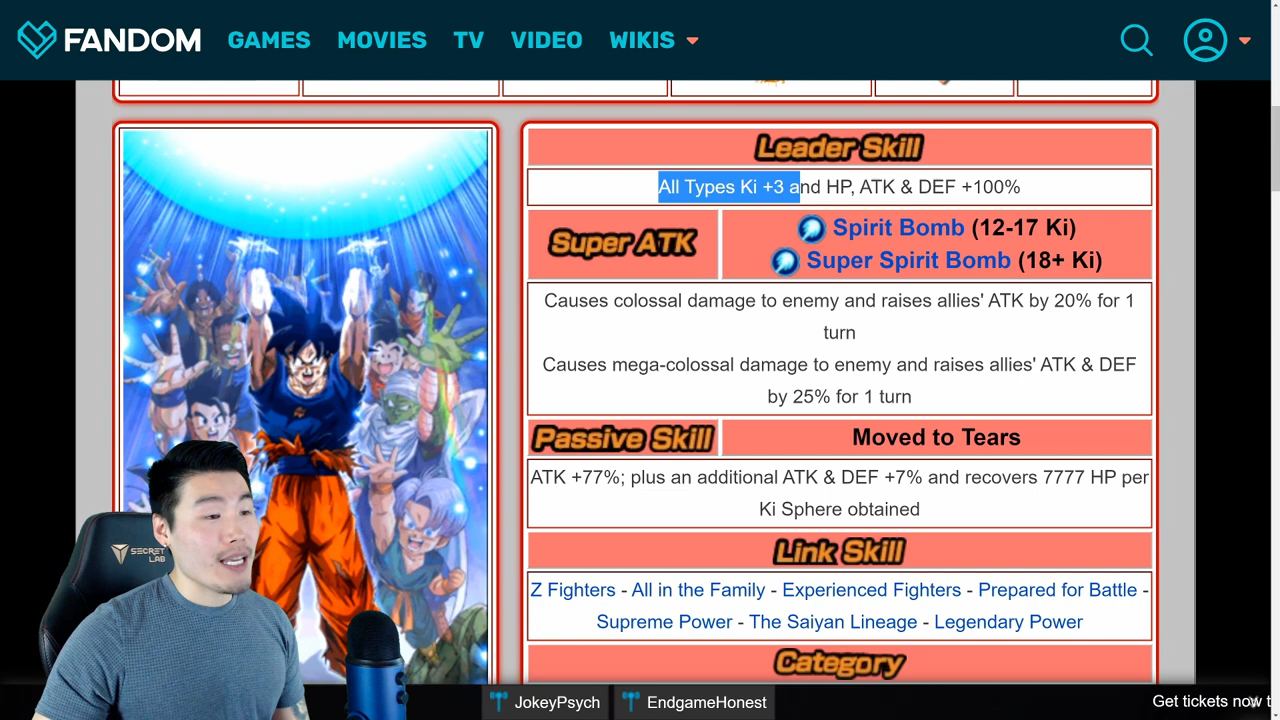 FANDOM GAMES MOVIES TV VIDEO WIKIS
Leader Skill
All Types Ki +3 and HP, ATK & DEF +100%
Super ATK
Spirit Bomb (12-17 Ki)
Super Spirit Bomb (18+ Ki)
Causes colossal damage to enemy and raises allies' ATK by 20% for 1
turn
Causes mega-colossal damage to enemy and raises allies' ATK & DEF
by 25% for 1 turn
Passive Skill
Moved to Tears
ATK +77%; plus an additional ATK & DEF +7% and recovers 7777 HP per
Ki Sphere obtained
Link Skill
Z Fighters - All in the Family - Experienced Fighters - Prepared for Battle -
Supreme Power - The Saiyan Lineage - Legendary Power
Category
SECRET
LAB
JokeyPsych EndgameHonest Get tickets now t